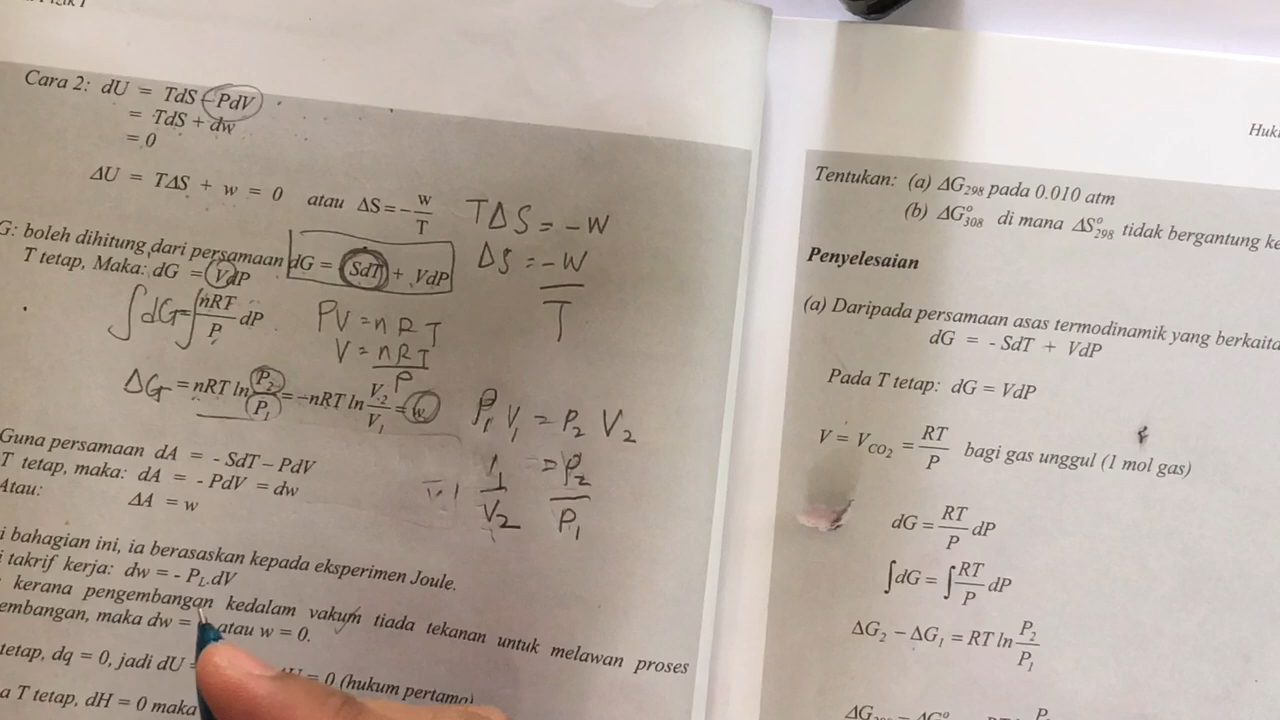 Cara 2: dU = TdS - PdV
= TdS + dw
= 0
ΔU = TΔS + w = 0 atau ΔS = - w/T
TΔS = -W
ΔS = -W/T
G: boleh dihitung dari persamaan dG = SdT + VdP
T tetap, Maka: dG = VdP
∫dG = ∫ nRT/P dP
PV = nRT
V = nRT/P
ΔG = nRT ln P2/P1 = -nRT ln V2/V1 = w
P1 V1 = P2 V2
V1/V2 = P2/P1
Guna persamaan dA = - SdT – PdV
T tetap, maka: dA = - PdV = dw
Atau: ΔA = w
bahagian ini, ia berasaskan kepada eksperimen Joule.
takrif kerja: dw = - PL.dV
kerana pengembangan kedalam vakum tiada tekanan untuk melawan proses
maka dw = atau w = 0.
tetap, dq = 0, jadi dU = = 0 (hukum pertama)
T tetap, dH = 0 maka
Tentukan: (a) ΔG298 pada 0.010 atm
(b) ΔG°308 di mana ΔS°298 tidak bergantung
Penyelesaian
(a) Daripada persamaan asas termodinamik yang
dG = - SdT + VdP
Pada T tetap: dG = VdP
V = VCO2 = RT/P bagi gas unggul (1 mol gas)
dG = RT/P dP
∫dG = ∫ RT/P dP
ΔG2 – ΔG1 = RT ln P2/P1